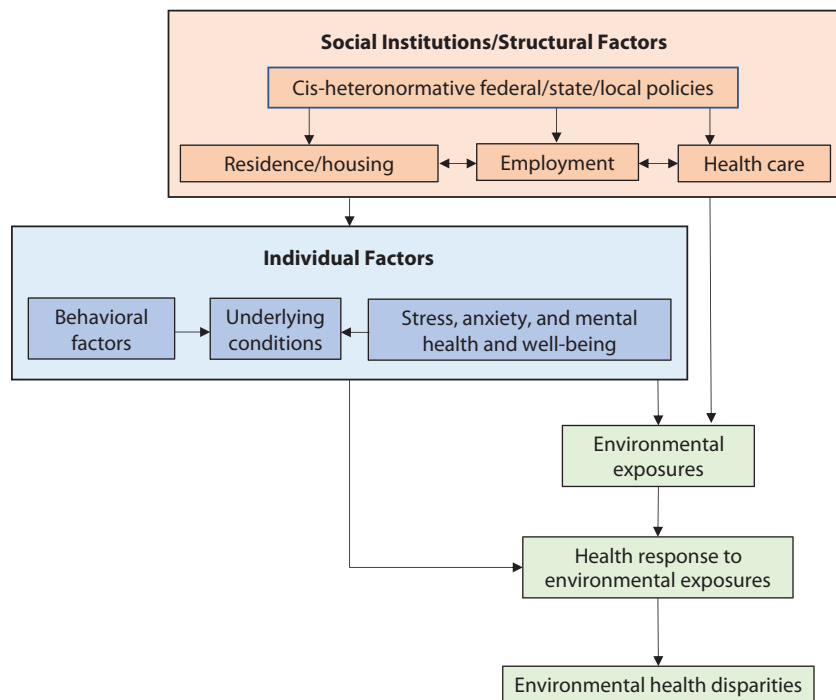 Social Institutions/Structural Factors
Cis-heteronormative federal/state/local policies
Residence/housing
Employment
Health care
Individual Factors
Behavioral
factors
Underlying
conditions
Stress, anxiety, and mental
health and well-being
Environmental
exposures
Health response to
environmental exposures
Environmental health disparities